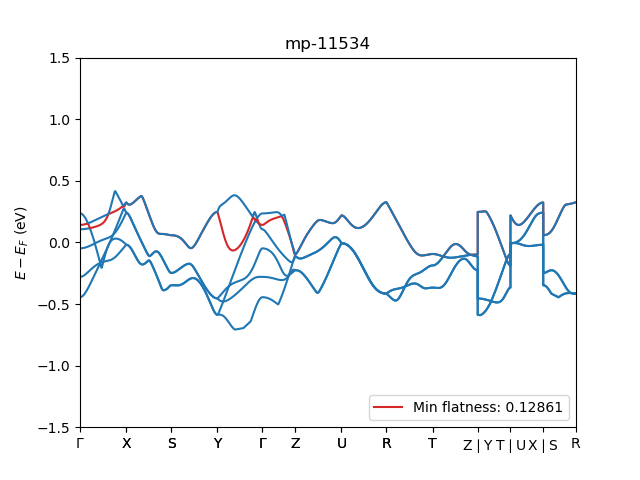 mp-11534
E − E_F (eV)
1.5
1.0
0.5
0.0
−0.5
−1.0
−1.5
Min flatness: 0.12861
Γ X S Y Γ Z U R T Z | Y T | U X | S R